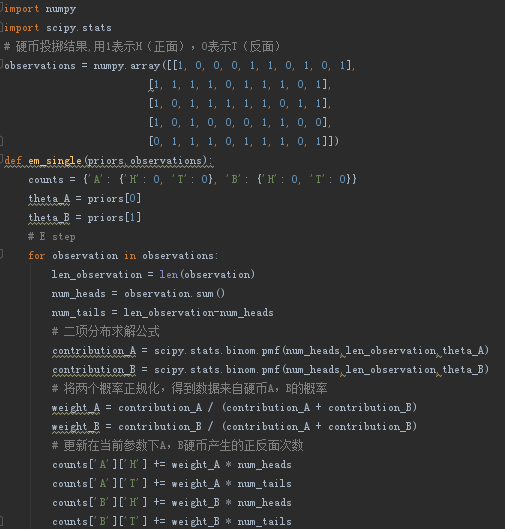 import numpy
import scipy.stats
# 硬币投掷结果,用1表示H（正面），0表示T（反面）
observations = numpy.array([[1, 0, 0, 0, 1, 1, 0, 1, 0, 1],
[1, 1, 1, 1, 0, 1, 1, 1, 0, 1],
[1, 0, 1, 1, 1, 1, 1, 0, 1, 1],
[1, 0, 1, 0, 0, 0, 1, 1, 0, 0],
[0, 1, 1, 1, 0, 1, 1, 1, 0, 1]])
def em_single(priors,observations):
counts = {'A': {'H': 0, 'T': 0}, 'B': {'H': 0, 'T': 0}}
theta_A = priors[0]
theta_B = priors[1]
# E step
for observation in observations:
len_observation = len(observation)
num_heads = observation.sum()
num_tails = len_observation-num_heads
# 二项分布求解公式
contribution_A = scipy.stats.binom.pmf(num_heads,len_observation,theta_A)
contribution_B = scipy.stats.binom.pmf(num_heads,len_observation,theta_B)
# 将两个概率正规化，得到数据来自硬币A，B的概率
weight_A = contribution_A / (contribution_A + contribution_B)
weight_B = contribution_B / (contribution_A + contribution_B)
# 更新在当前参数下A，B硬币产生的正反面次数
counts['A']['H'] += weight_A * num_heads
counts['A']['T'] += weight_A * num_tails
counts['B']['H'] += weight_B * num_heads
counts['B']['T'] += weight_B * num_tails